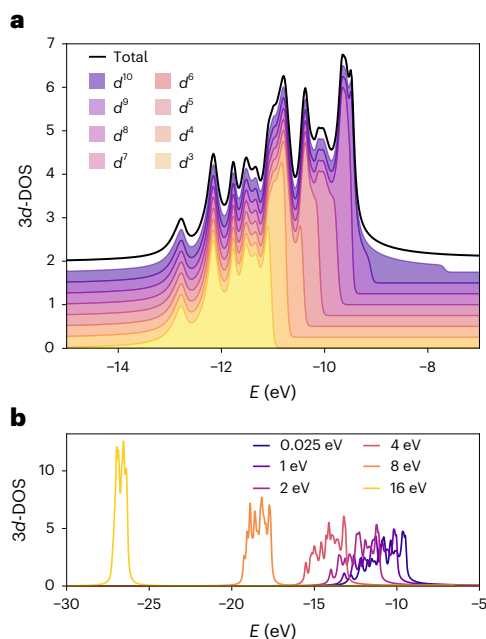 a
7
6
5
4
3
2
1
0
3d-DOS
Total
d¹⁰ d⁶
d⁹ d⁵
d⁸ d⁴
d⁷ d³
−14 −12 −10 −8
E (eV)
b
10
5
0
3d-DOS
0.025 eV 4 eV
1 eV 8 eV
2 eV 16 eV
−30 −25 −20 −15 −10 −5
E (eV)